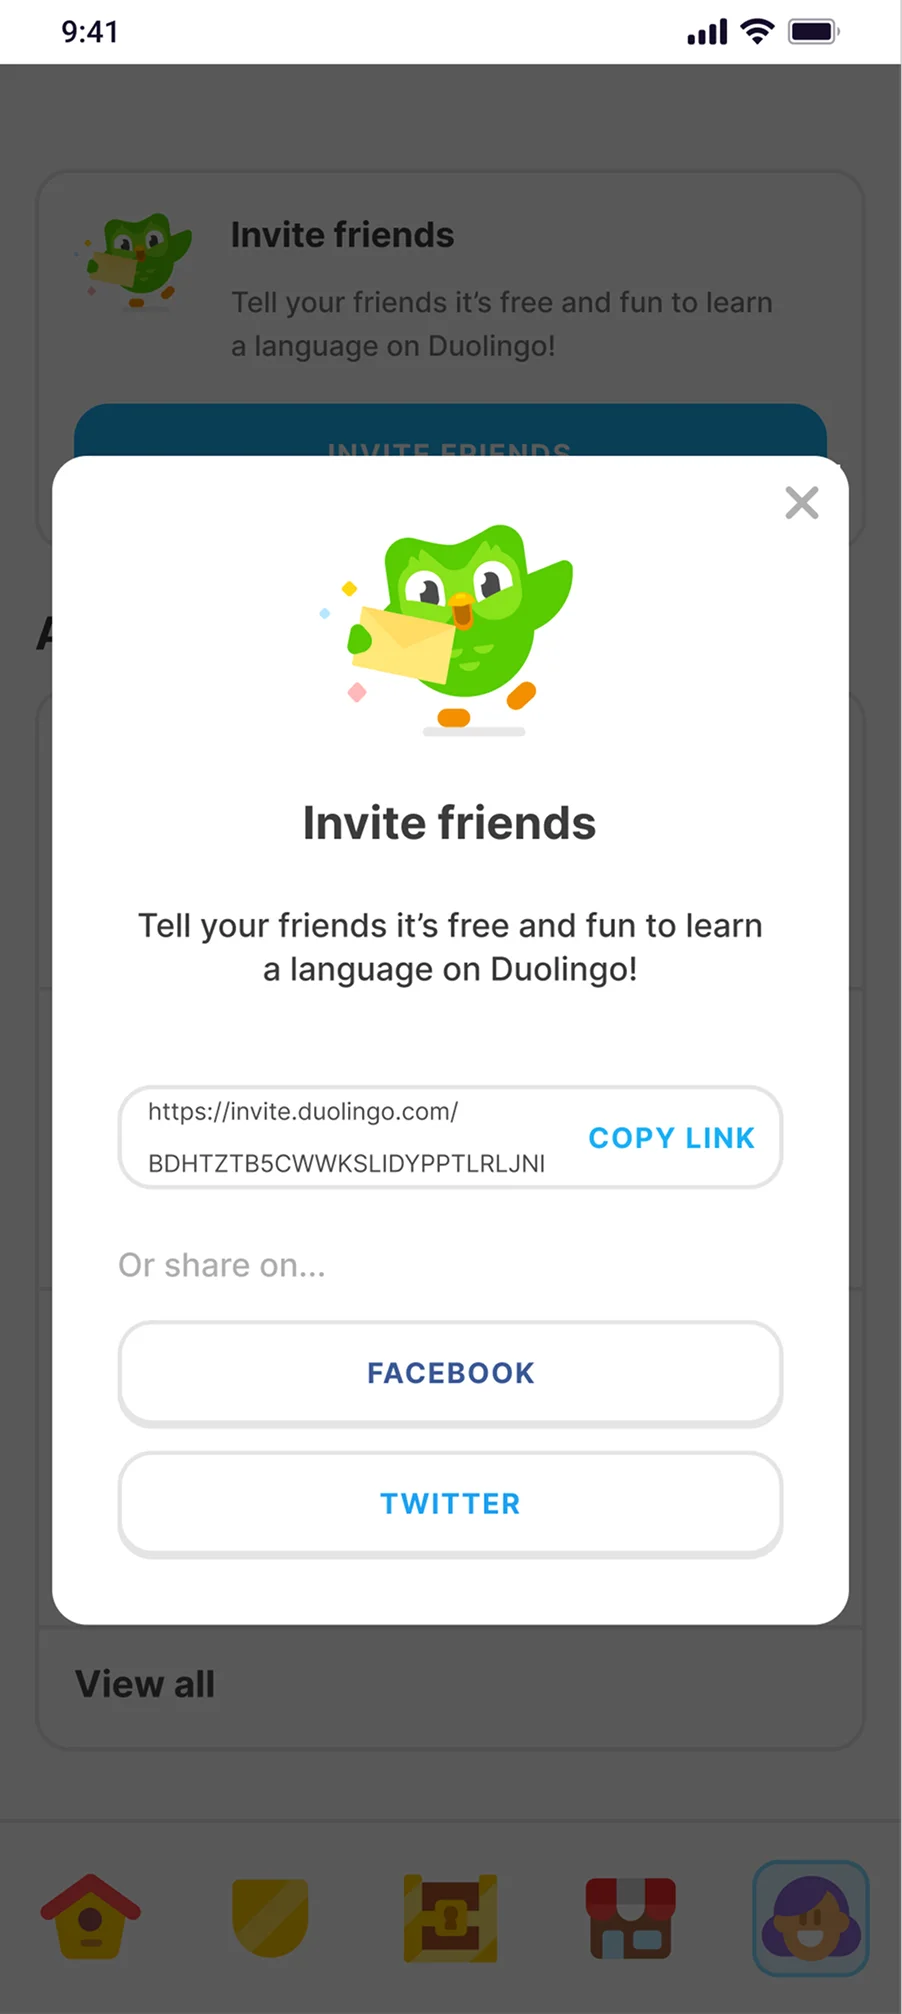 9:41
Invite friends
Tell your friends it’s free and fun to learn
a language on Duolingo!
INVITE FRIENDS
Invite friends
Tell your friends it’s free and fun to learn
a language on Duolingo!
https://invite.duolingo.com/
BDHTZTB5CWWKSLIDYPPTLRLJNI
COPY LINK
Or share on...
FACEBOOK
TWITTER
View all